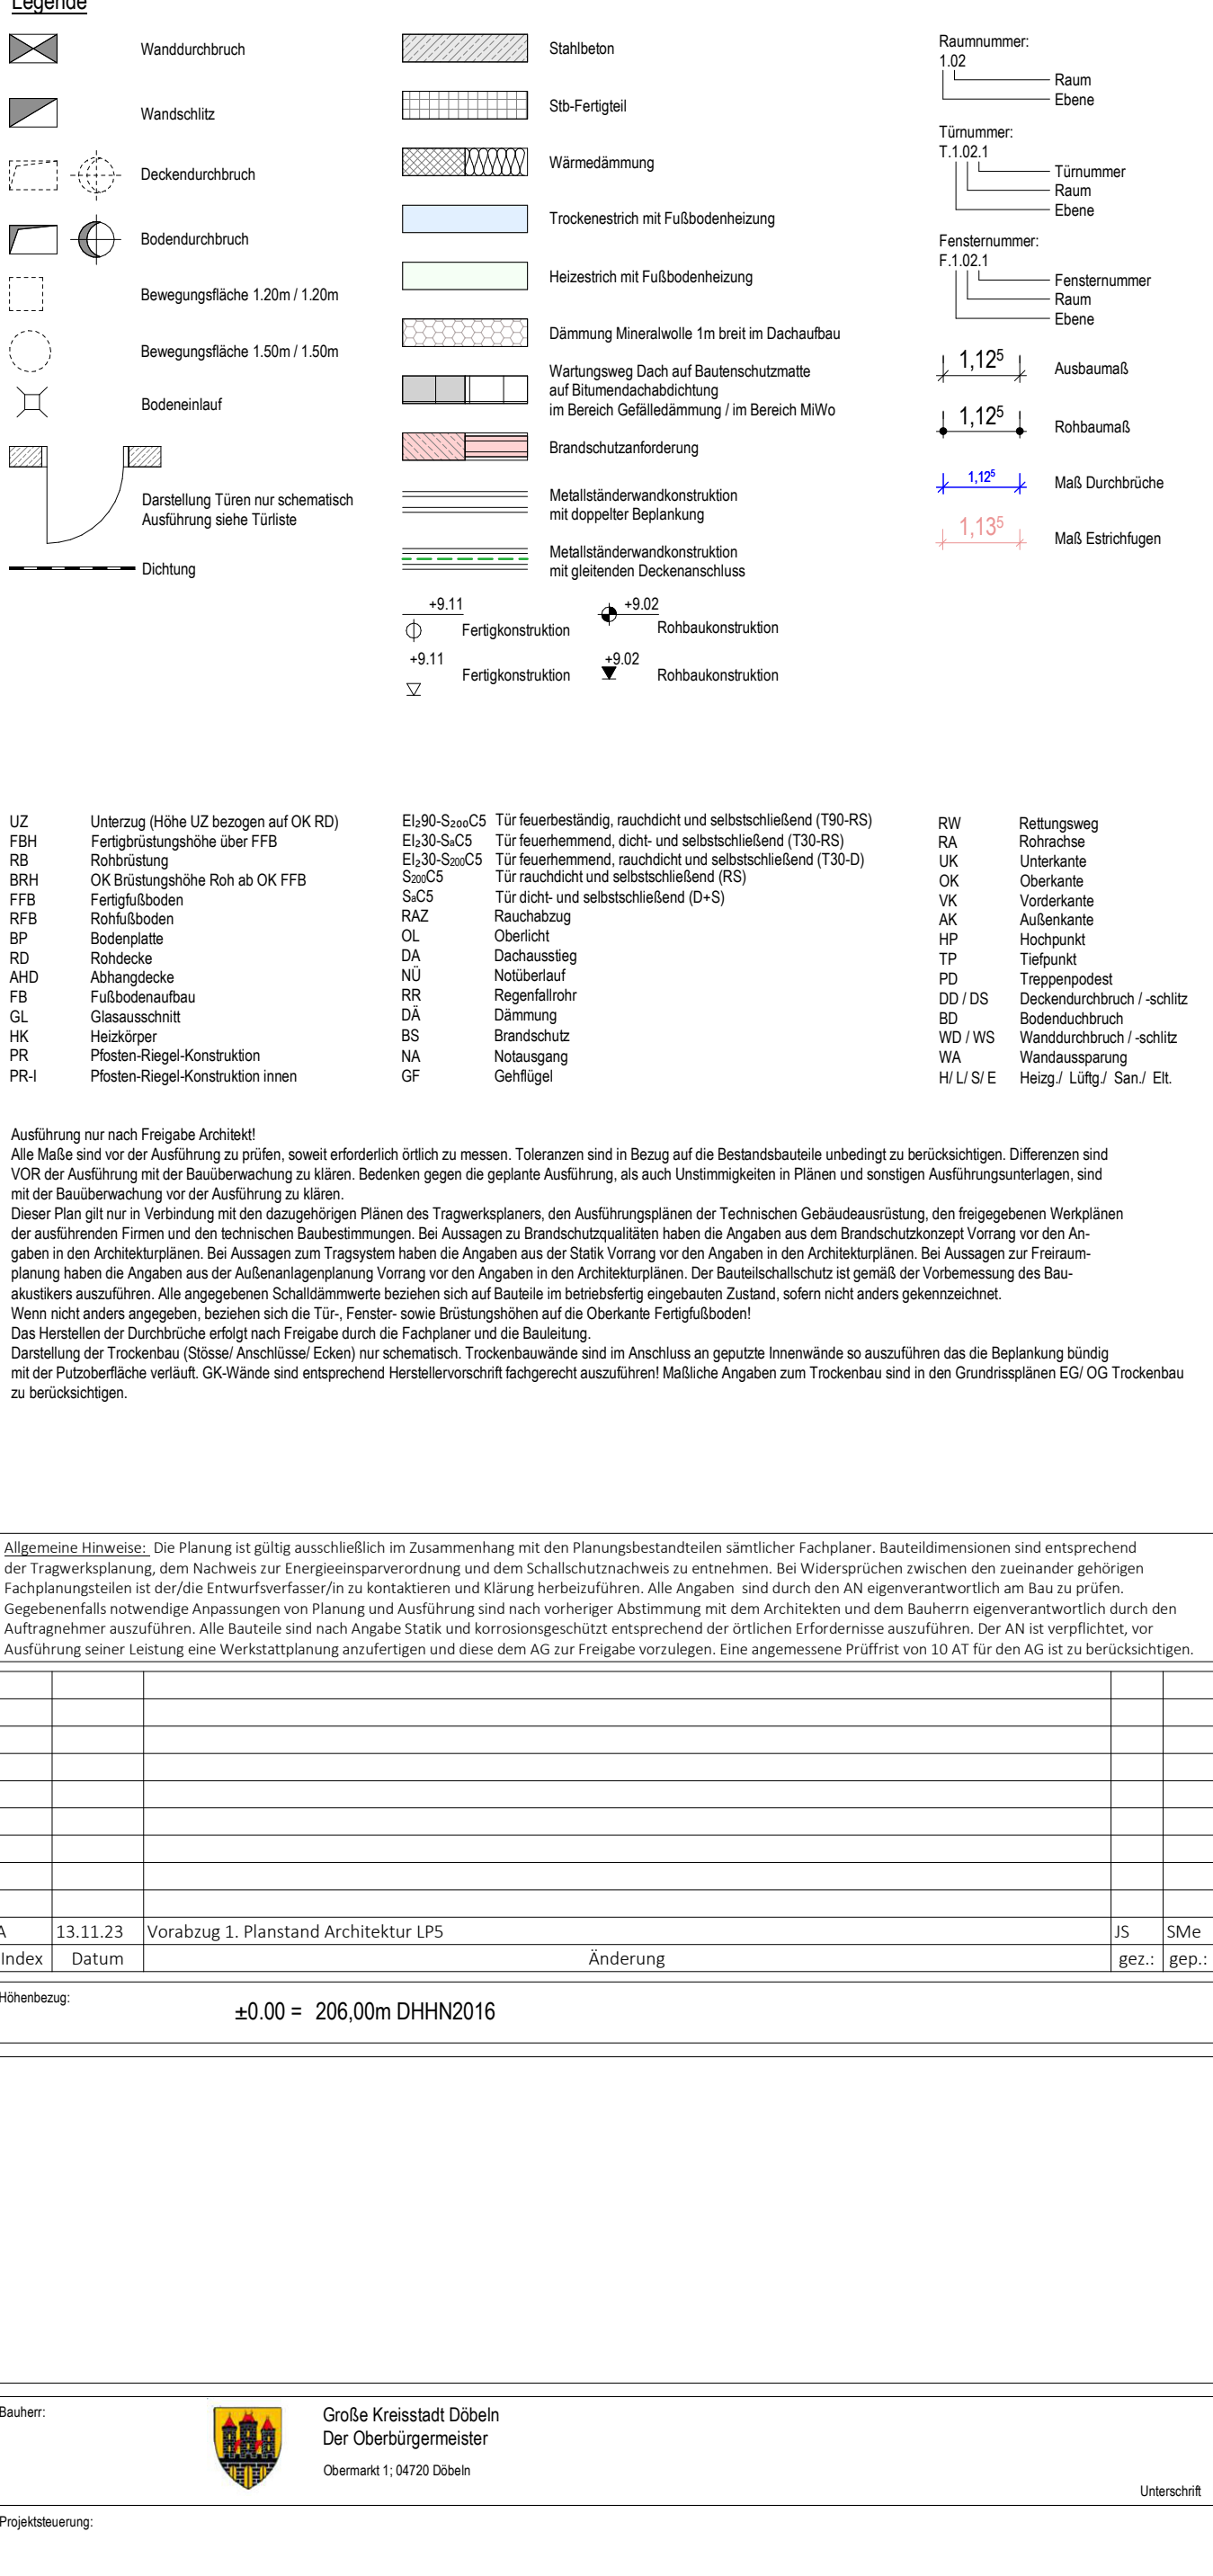 Legende
Wanddurchbruch
Wandschlitz
Deckendurchbruch
Bodendurchbruch
Bewegungsfläche 1.20m / 1.20m
Bewegungsfläche 1.50m / 1.50m
Bodeneinlauf
Darstellung Türen nur schematisch
Ausführung siehe Türliste
Dichtung
Stahlbeton
Stb-Fertigteil
Wärmedämmung
Trockenestrich mit Fußbodenheizung
Heizestrich mit Fußbodenheizung
Dämmung Mineralwolle 1m breit im Dachaufbau
Wartungsweg Dach auf Bautenschutzmatte
auf Bitumendachabdichtung
im Bereich Gefälledämmung / im Bereich MiWo
Brandschutzanforderung
Metallständerwandkonstruktion
mit doppelter Beplankung
Metallständerwandkonstruktion
mit gleitenden Deckenanschluss
+9.11
Fertigkonstruktion
+9.02
Rohbaukonstruktion
+9.11
Fertigkonstruktion
+9.02
Rohbaukonstruktion
Raumnummer:
1.02
Raum
Ebene
Türnummer:
T.1.02.1
Türnummer
Raum
Ebene
Fensternummer:
F.1.02.1
Fensternummer
Raum
Ebene
1,12⁵
Ausbaumaß
1,12⁵
Rohbaumaß
1,12⁵
Maß Durchbrüche
1,13⁵
Maß Estrichfugen
UZ Unterzug (Höhe UZ bezogen auf OK RD)
FBH Fertigbrüstungshöhe über FFB
RB Rohbrüstung
BRH OK Brüstungshöhe Roh ab OK FFB
FFB Fertigfußboden
RFB Rohfußboden
BP Bodenplatte
RD Rohdecke
AHD Abhangdecke
FB Fußbodenaufbau
GL Glasausschnitt
HK Heizkörper
PR Pfosten-Riegel-Konstruktion
PR-I Pfosten-Riegel-Konstruktion innen
EI₂90-S₂₀₀C5 Tür feuerbeständig, rauchdicht und selbstschließend (T90-RS)
EI₂30-SₐC5 Tür feuerhemmend, dicht- und selbstschließend (T30-RS)
EI₂30-S₂₀₀C5 Tür feuerhemmend, rauchdicht und selbstschließend (T30-D)
S₂₀₀C5 Tür rauchdicht und selbstschließend (RS)
SₐC5 Tür dicht- und selbstschließend (D+S)
RAZ Rauchabzug
OL Oberlicht
DA Dachausstieg
NÜ Notüberlauf
RR Regenfallrohr
DÄ Dämmung
BS Brandschutz
NA Notausgang
GF Gehflügel
RW Rettungsweg
RA Rohrachse
UK Unterkante
OK Oberkante
VK Vorderkante
AK Außenkante
HP Hochpunkt
TP Tiefpunkt
PD Treppenpodest
DD / DS Deckendurchbruch / -schlitz
BD Bodenduchbruch
WD / WS Wanddurchbruch / -schlitz
WA Wandaussparung
H/ L/ S/ E Heizg./ Lüftg./ San./ Elt.
Ausführung nur nach Freigabe Architekt!
Alle Maße sind vor der Ausführung zu prüfen, soweit erforderlich örtlich zu messen. Toleranzen sind in Bezug auf die Bestandsbauteile unbedingt zu berücksichtigen. Differenzen sind
VOR der Ausführung mit der Bauüberwachung zu klären. Bedenken gegen die geplante Ausführung, als auch Unstimmigkeiten in Plänen und sonstigen Ausführungsunterlagen, sind
mit der Bauüberwachung vor der Ausführung zu klären.
Dieser Plan gilt nur in Verbindung mit den dazugehörigen Plänen des Tragwerksplaners, den Ausführungsplänen der Technischen Gebäudeausrüstung, den freigegebenen Werkplänen
der ausführenden Firmen und den technischen Baubestimmungen. Bei Aussagen zu Brandschutzqualitäten haben die Angaben aus dem Brandschutzkonzept Vorrang vor den An-
gaben in den Architekturplänen. Bei Aussagen zum Tragsystem haben die Angaben aus der Statik Vorrang vor den Angaben in den Architekturplänen. Bei Aussagen zur Freiraum-
planung haben die Angaben aus der Außenanlagenplanung Vorrang vor den Angaben in den Architekturplänen. Der Bauteilschallschutz ist gemäß der Vorbemessung des Bau-
akustikers auszuführen. Alle angegebenen Schalldämmwerte beziehen sich auf Bauteile im betriebsfertig eingebauten Zustand, sofern nicht anders gekennzeichnet.
Wenn nicht anders angegeben, beziehen sich die Tür-, Fenster- sowie Brüstungshöhen auf die Oberkante Fertigfußboden!
Das Herstellen der Durchbrüche erfolgt nach Freigabe durch die Fachplaner und die Bauleitung.
Darstellung der Trockenbau (Stösse/ Anschlüsse/ Ecken) nur schematisch. Trockenbauwände sind im Anschluss an geputzte Innenwände so auszuführen das die Beplankung bündig
mit der Putzoberfläche verläuft. GK-Wände sind entsprechend Herstellervorschrift fachgerecht auszuführen! Maßliche Angaben zum Trockenbau sind in den Grundrissplänen EG/ OG Trockenbau
zu berücksichtigen.
Allgemeine Hinweise: Die Planung ist gültig ausschließlich im Zusammenhang mit den Planungsbestandteilen sämtlicher Fachplaner. Bauteildimensionen sind entsprechend
der Tragwerksplanung, dem Nachweis zur Energieeinsparverordnung und dem Schallschutznachweis zu entnehmen. Bei Widersprüchen zwischen den zueinander gehörigen
Fachplanungsteilen ist der/die Entwurfsverfasser/in zu kontaktieren und Klärung herbeizuführen. Alle Angaben sind durch den AN eigenverantwortlich am Bau zu prüfen.
Gegebenenfalls notwendige Anpassungen von Planung und Ausführung sind nach vorheriger Abstimmung mit dem Architekten und dem Bauherrn eigenverantwortlich durch den
Auftragnehmer auszuführen. Alle Bauteile sind nach Angabe Statik und korrosionsgeschützt entsprechend der örtlichen Erfordernisse auszuführen. Der AN ist verpflichtet, vor
Ausführung seiner Leistung eine Werkstattplanung anzufertigen und diese dem AG zur Freigabe vorzulegen. Eine angemessene Prüffrist von 10 AT für den AG ist zu berücksichtigen.
A 13.11.23 Vorabzug 1. Planstand Architektur LP5 JS SMe
Index Datum Änderung gez.: gep.:
Höhenbezug:
±0.00 = 206,00m DHHN2016
Bauherr:
Große Kreisstadt Döbeln
Der Oberbürgermeister
Obermarkt 1; 04720 Döbeln
Unterschrift
Projektsteuerung: